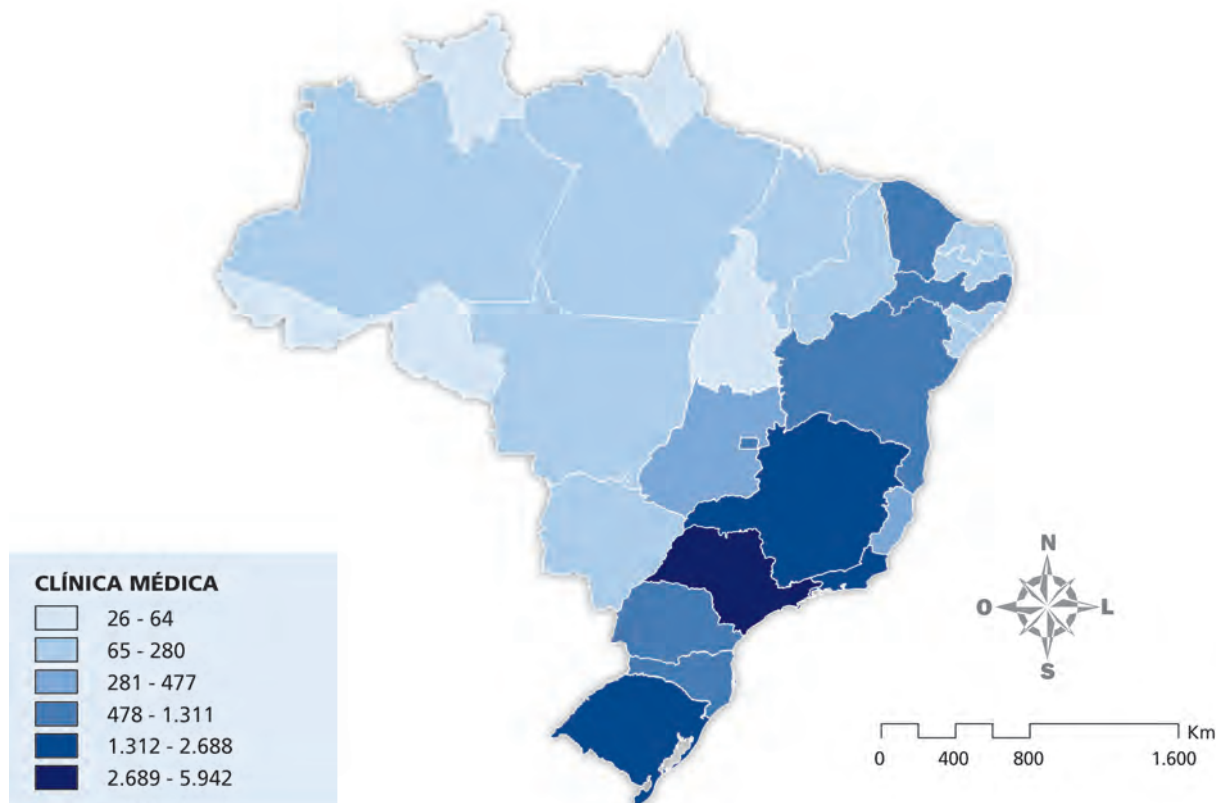 CLÍNICA MÉDICA
26 - 64
65 - 280
281 - 477
478 - 1.311
1.312 - 2.688
2.689 - 5.942
N
O L
S
Km
0 400 800 1.600